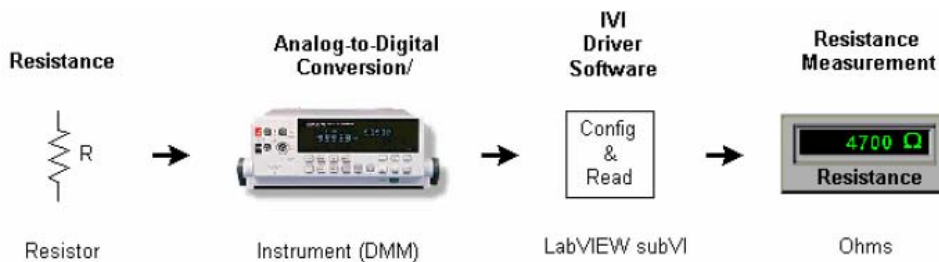 Resistance
Analog-to-Digital
Conversion/
IVI
Driver
Software
Resistance
Measurement
R
Config
&
Read
4700 Ω
Resistance
Resistor
Instrument (DMM)
LabVIEW subVI
Ohms